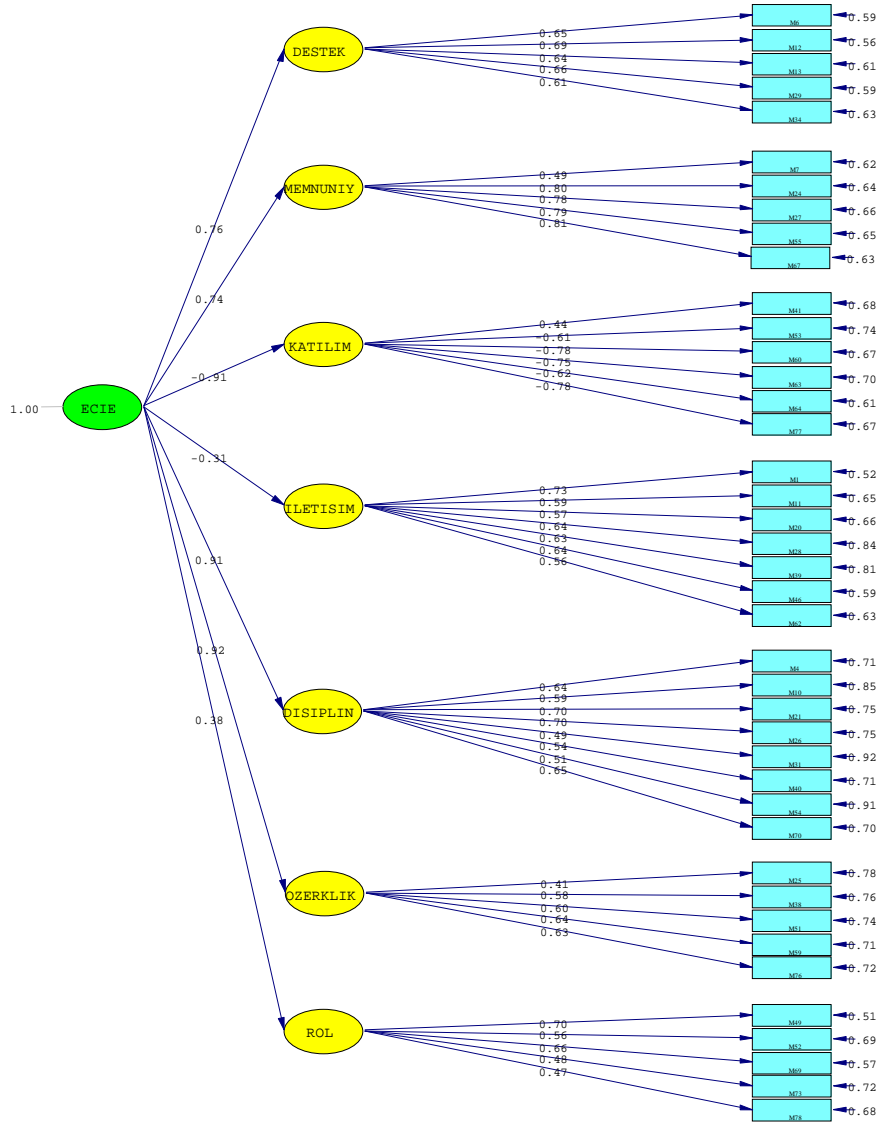 DESTEK
0.65
0.69
0.64
0.66
0.61
M6
0.59
M12
0.56
M13
0.61
M29
0.59
M34
0.63
MEMNUNIY
0.49
0.80
0.78
0.79
0.81
M7
0.62
M24
0.64
M27
0.66
M55
0.65
M67
0.63
0.76
0.74
KATILIM
0.44
-0.61
-0.78
-0.75
-0.62
-0.78
M41
0.68
M53
0.74
M60
0.67
M63
0.70
M64
0.61
M77
0.67
-0.91
1.00
ECIE
-0.31
ILETISIM
0.73
0.59
0.57
0.64
0.63
0.64
0.56
M1
0.52
M11
0.65
M20
0.66
M28
0.84
M39
0.81
M46
0.59
M62
0.63
0.91
0.92
0.38
DISIPLIN
0.64
0.59
0.70
0.70
0.49
0.54
0.51
0.65
M4
0.71
M10
0.85
M21
0.75
M26
0.75
M31
0.92
M40
0.71
M54
0.91
M70
0.70
OZERKLIK
0.41
0.58
0.60
0.64
0.63
M25
0.78
M38
0.76
M51
0.74
M59
0.71
M76
0.72
ROL
0.70
0.56
0.66
0.48
0.47
M49
0.51
M52
0.69
M69
0.57
M73
0.72
M78
0.68